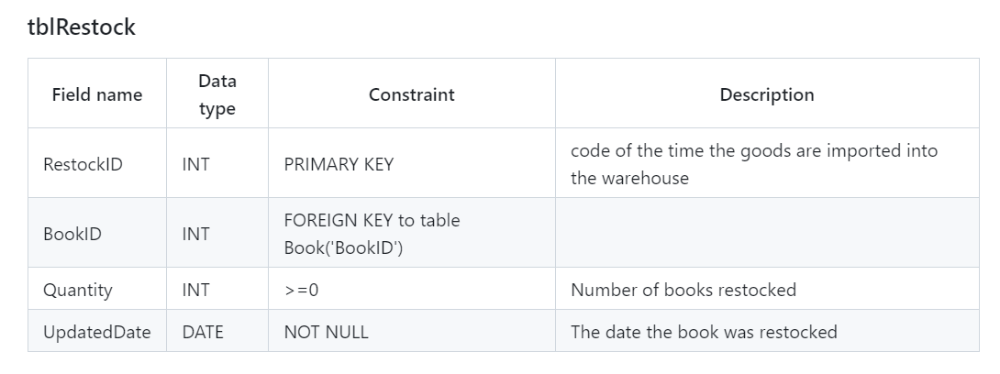 tblRestock
Field name Data type Constraint Description
RestockID INT PRIMARY KEY code of the time the goods are imported into
the warehouse
BookID INT FOREIGN KEY to table
Book('BookID')
Quantity INT >=0 Number of books restocked
UpdatedDate DATE NOT NULL The date the book was restocked